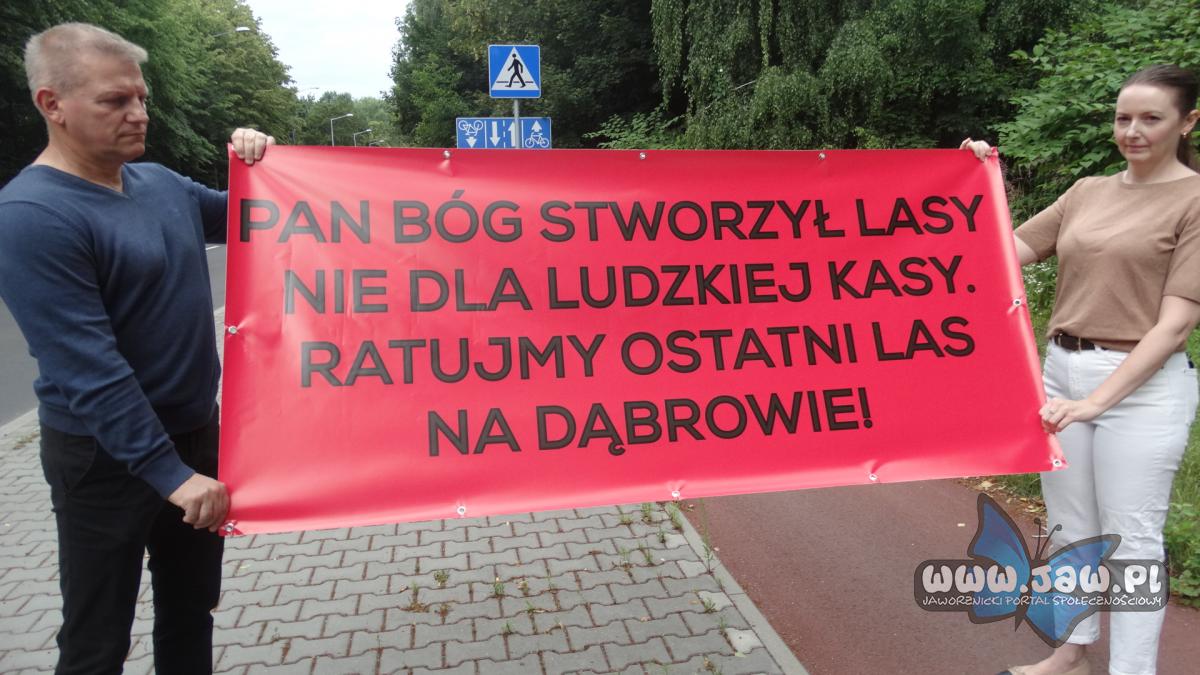 PAN BÓG STWORZYŁ LASY
NIE DLA LUDZKIEJ KASY.
RATUJMY OSTATNI LAS
NA DĄBROWIE!
www.jaw.pl
JAWORZNICKI PORTAL SPOŁECZNOŚCIOWY